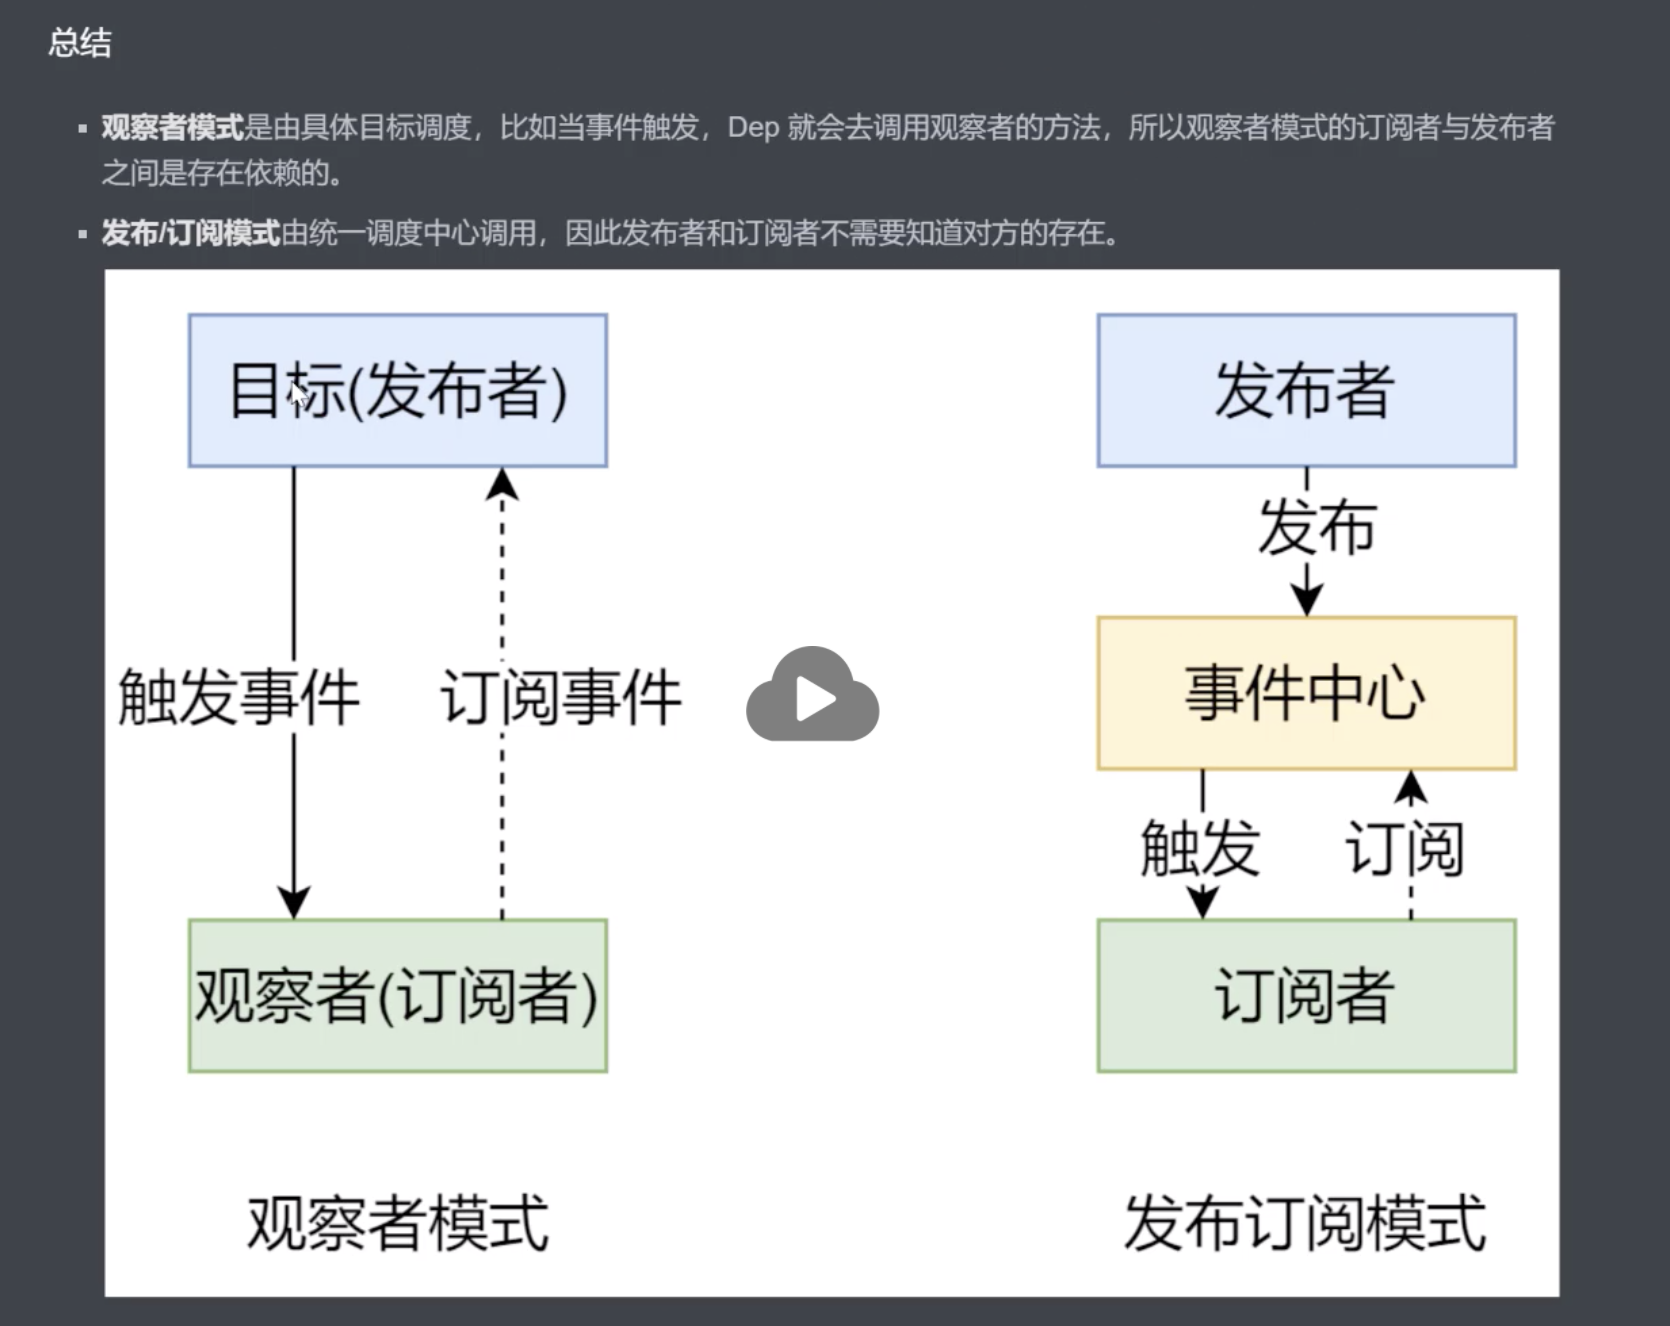 总结
观察者模式是由具体目标调度，比如当事件触发，Dep 就会去调用观察者的方法，所以观察者模式的订阅者与发布者
之间是存在依赖的。
发布/订阅模式由统一调度中心调用，因此发布者和订阅者不需要知道对方的存在。
目标(发布者)
发布者
发布
触发事件
订阅事件
事件中心
触发
订阅
观察者(订阅者)
订阅者
观察者模式
发布订阅模式